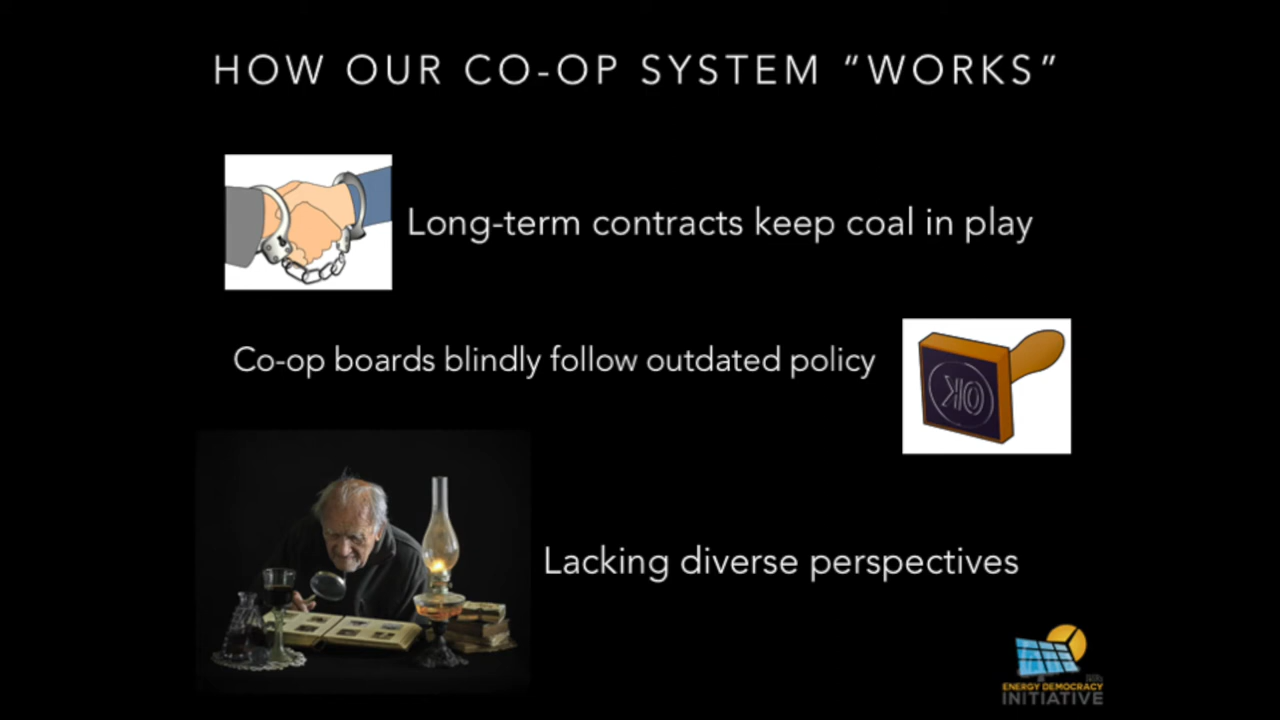 HOW OUR CO-OP SYSTEM "WORKS"
Long-term contracts keep coal in play
Co-op boards blindly follow outdated policy
OK
Lacking diverse perspectives
ENERGY DEMOCRACY
INITIATIVE